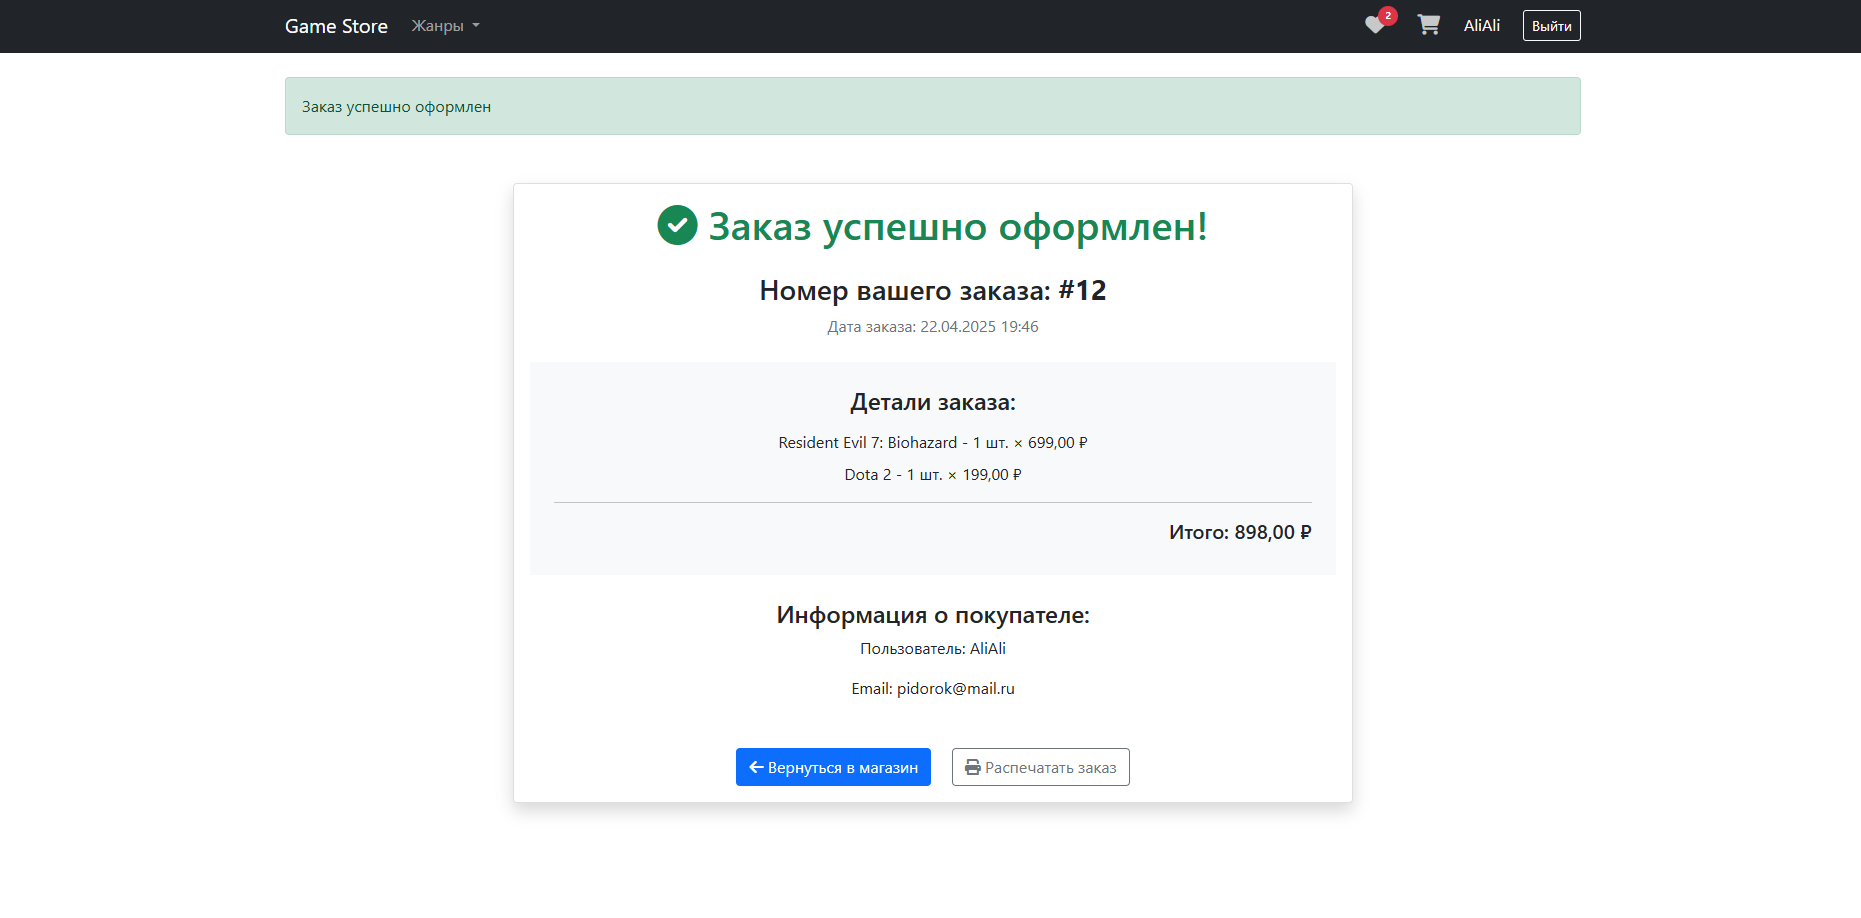 Game Store Жанры 2 AliAli Выйти
Заказ успешно оформлен
Заказ успешно оформлен!
Номер вашего заказа: #12
Дата заказа: 22.04.2025 19:46
Детали заказа:
Resident Evil 7: Biohazard - 1 шт. × 699,00 ₽
Dota 2 - 1 шт. × 199,00 ₽
Итого: 898,00 ₽
Информация о покупателе:
Пользователь: AliAli
Email: pidorok@mail.ru
Вернуться в магазин Распечатать заказ